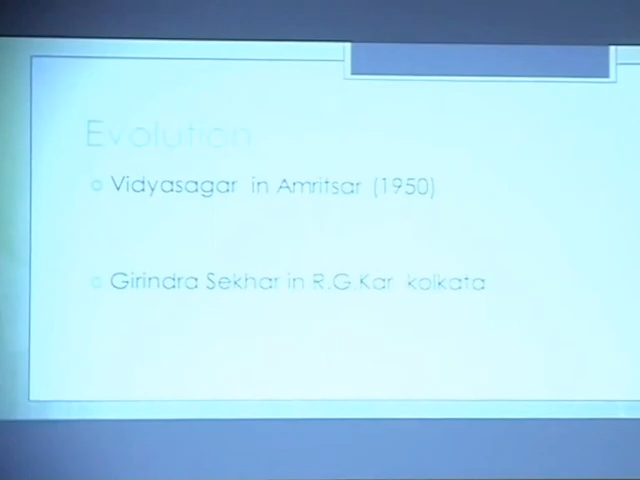 Evolution
Vidyasagar in Amritsar (1950)
Girindra Sekhar in R.G.Kar kolkata